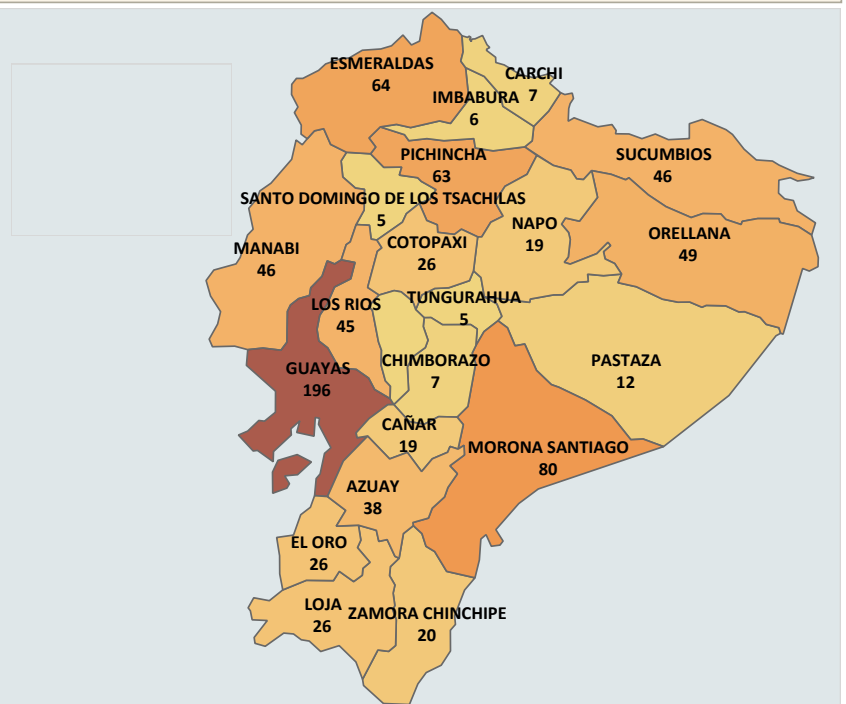 ESMERALDAS
64
CARCHI
7
IMBABURA
6
PICHINCHA
63
SUCUMBIOS
46
SANTO DOMINGO DE LOS TSACHILAS
5
NAPO
19
ORELLANA
49
MANABI
46
COTOPAXI
26
LOS RIOS
45
TUNGURAHUA
5
GUAYAS
196
CHIMBORAZO
7
PASTAZA
12
CAÑAR
19
MORONA SANTIAGO
80
AZUAY
38
EL ORO
26
LOJA
26
ZAMORA CHINCHIPE
20